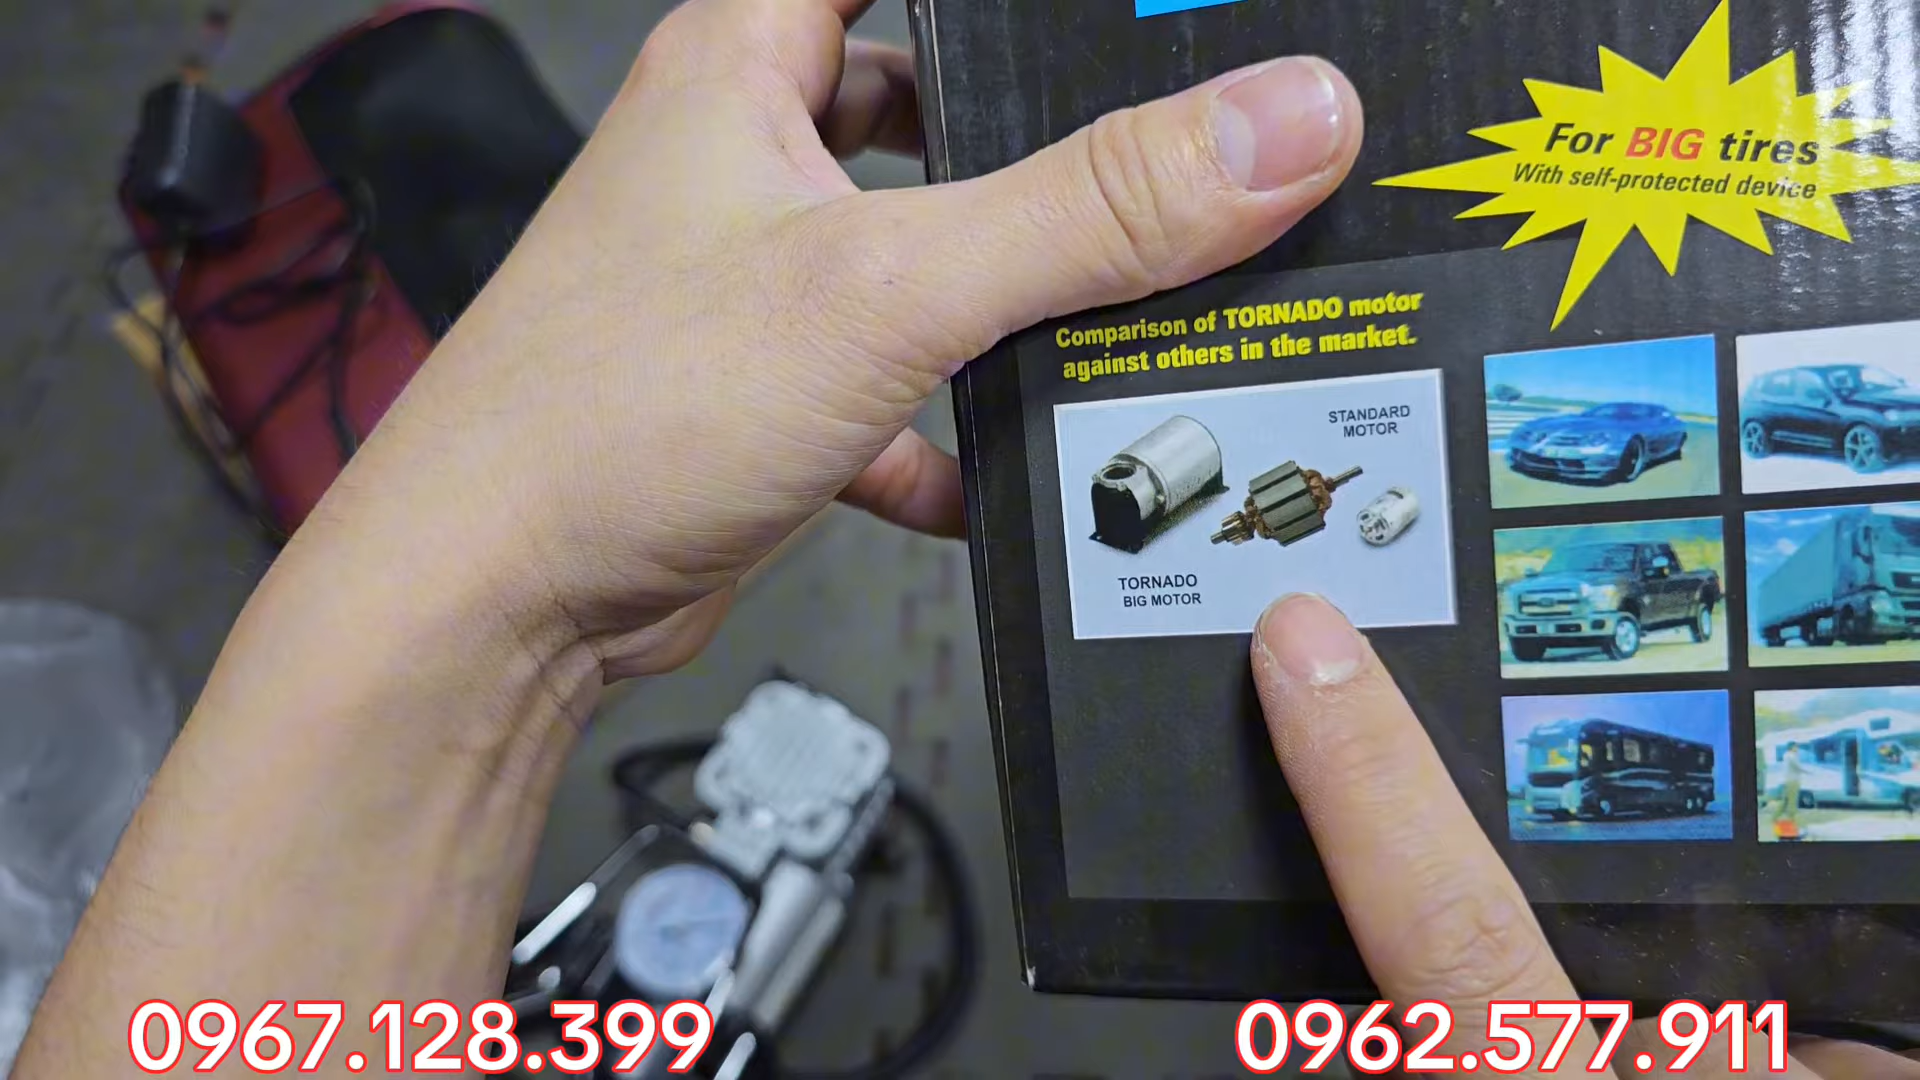 For BIG tires
With self-protected device
Comparison of TORNADO motor
against others in the market.
STANDARD
MOTOR
TORNADO
BIG MOTOR
0967.128.399
0962.577.911